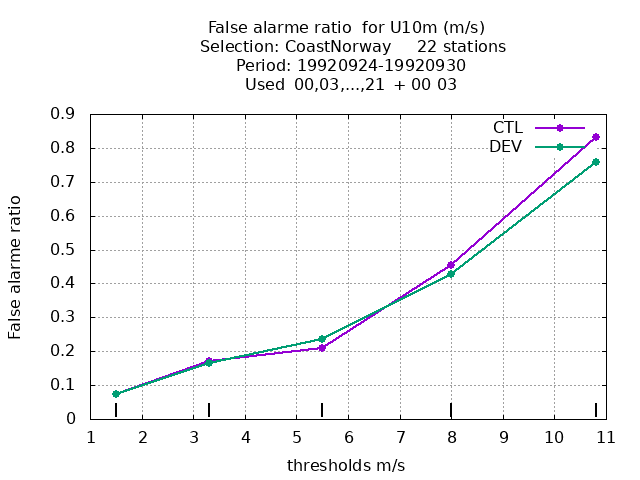 False alarme ratio  for U10m (m/s)
Selection: CoastNorway     22 stations
Period: 19920924-19920930
Used  00,03,...,21  + 00 03
CTL
DEV
0.9
0.8
0.7
0.6
0.5
0.4
0.3
0.2
0.1
0
False alarme ratio
1 2 3 4 5 6 7 8 9 10 11
thresholds m/s